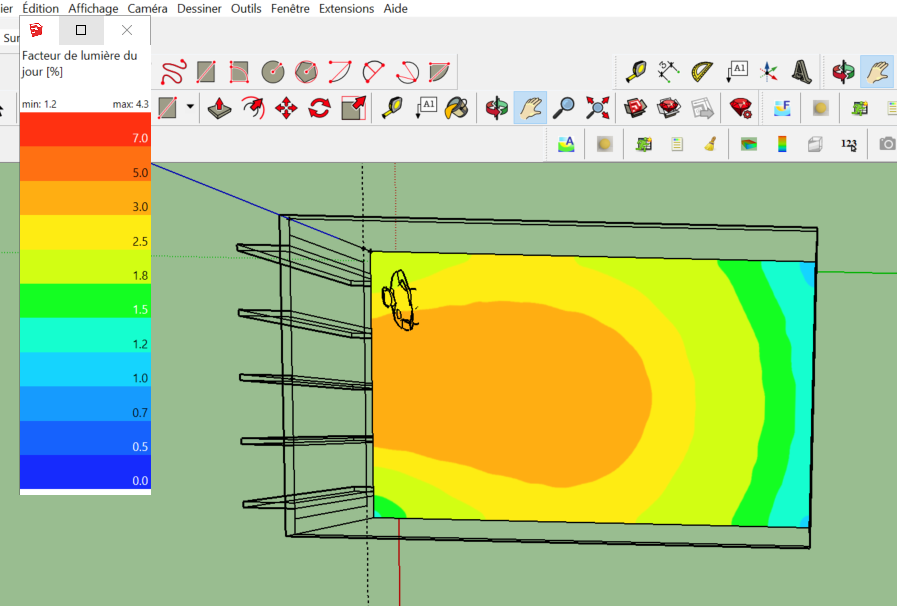 ier Édition Affichage Caméra Dessiner Outils Fenêtre Extensions Aide
Sur
Facteur de lumière du
jour [%]
min: 1.2 max: 4.3
7.0
5.0
3.0
2.5
1.8
1.5
1.2
1.0
0.7
0.5
0.0
A1
A1
F
A
123